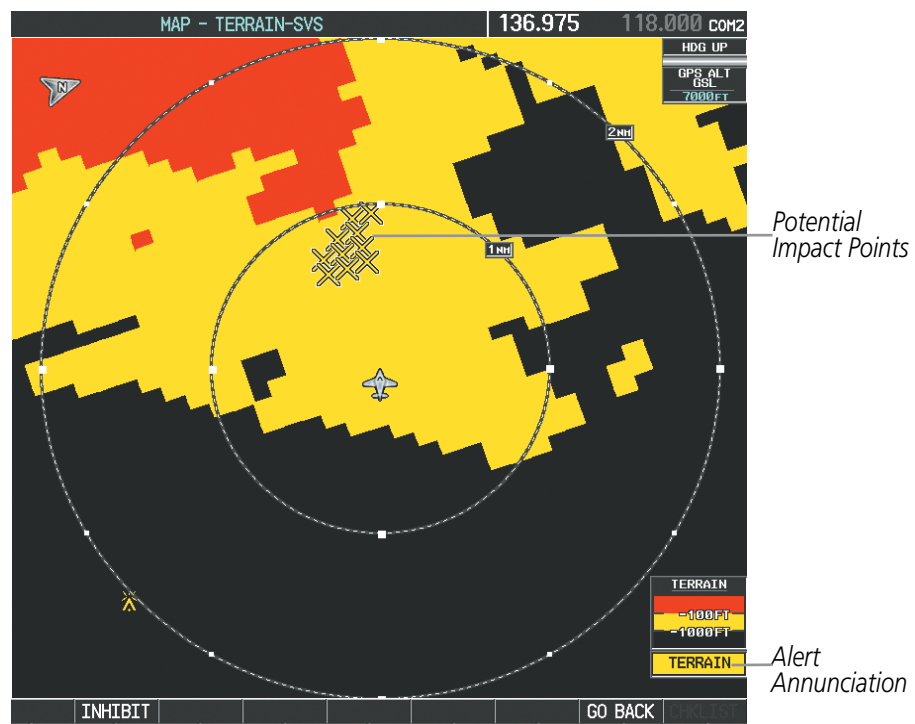 MAP - TERRAIN-SVS
136.975 118.000 COM2
HDG UP
GPS ALT
GSL
7000FT
N
2NM
1NM
Potential
Impact Points
TERRAIN
-100FT
-1000FT
TERRAIN
Alert
Annunciation
INHIBIT GO BACK CHKLIST